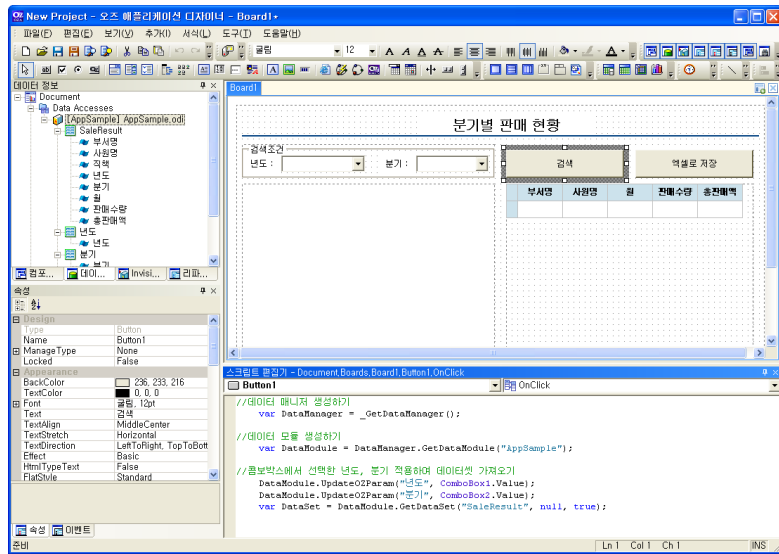 New Project - 오즈 애플리케이션 디자이너 - Board1*
파일(F) 편집(E) 보기(V) 추가(I) 서식(L) 도구(T) 도움말(H)
굴림 12
데이터 정보
Document
Data Accesses
[AppSample] AppSample.odi
SaleResult
부서명
사원명
직책
년도
분기
월
판매수량
총판매액
년도
년도
분기
분기
컴포... 데이... Invisi... 리파...
속성
Design
Type Button
Name Button1
ManageType None
Locked False
Appearance
BackColor 236, 233, 216
TextColor 0, 0, 0
Font 굴림, 12pt
Text 검색
TextAlign MiddleCenter
TextStretch Horizontal
TextDirection LeftToRight, TopToBott
Effect Basic
HtmlTypeText False
FlatStyle Standard
속성 이벤트
Board1
분기별 판매 현황
검색조건
년도 : 분기 : 검색 엑셀로 저장
부서명 사원명 월 판매수량 총판매액
스크립트 편집기 - Document.Boards.Board1.Button1.OnClick
Button1 OnClick
//데이터 매니저 생성하기
var DataManager = _GetDataManager();
//데이터 모듈 생성하기
var DataModule = DataManager.GetDataModule("AppSample");
//콤보박스에서 선택한 년도, 분기 적용하며 데이터셋 가져오기
DataModule.UpdateOZParam("년도", ComboBox1.Value);
DataModule.UpdateOZParam("분기", ComboBox2.Value);
var DataSet = DataModule.GetDataSet("SaleResult", null, true);
준비 Ln 1 Col 1 Ch 1 INS